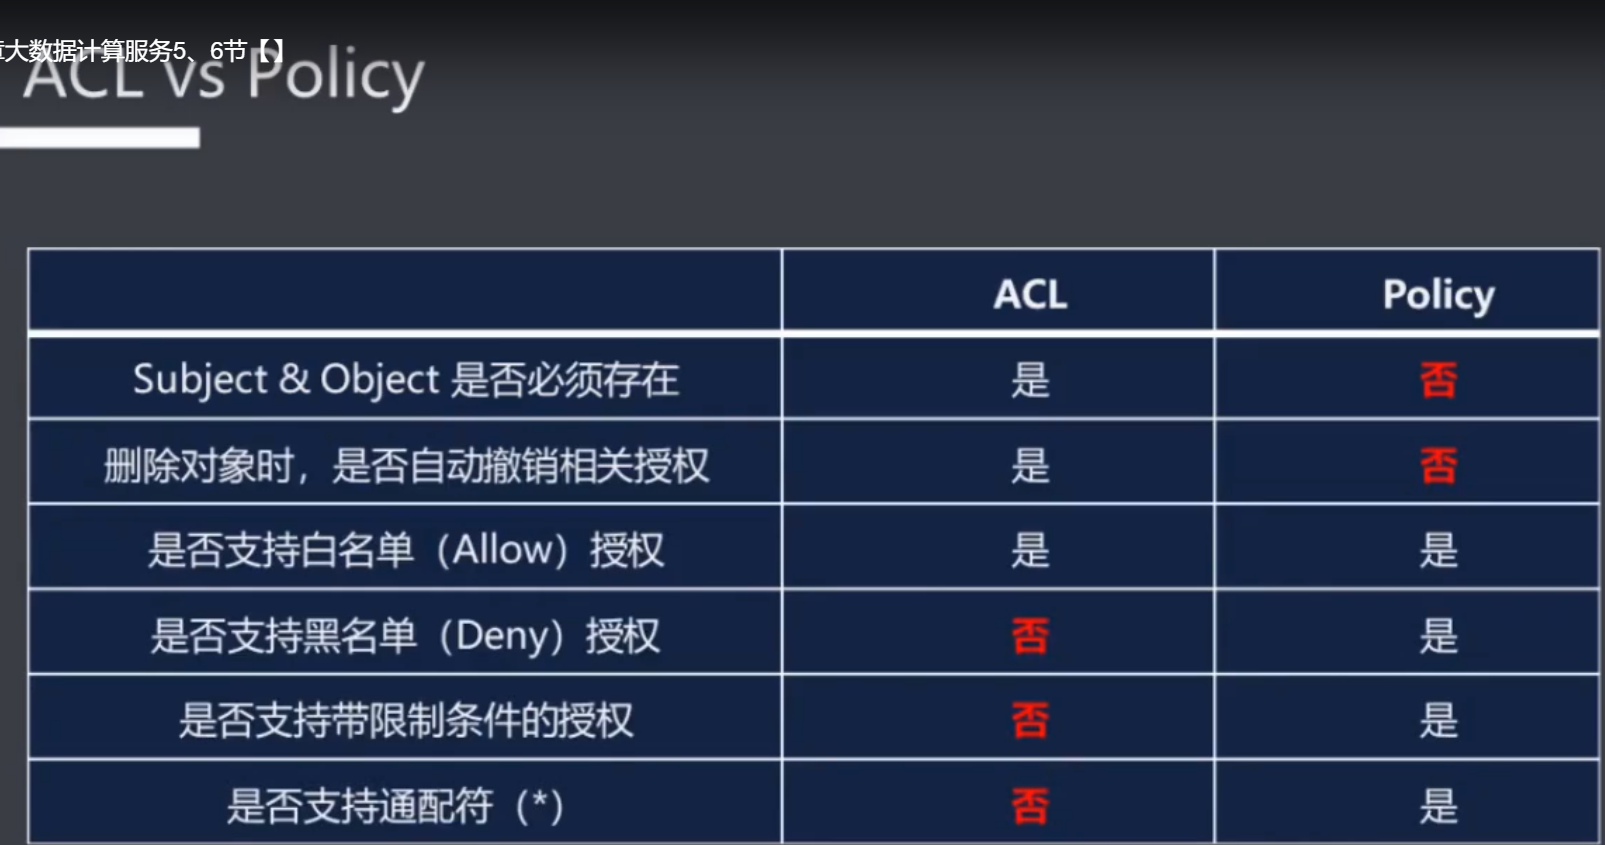 大数据计算服务5、6节【】
ACL vs Policy
ACL Policy
Subject & Object 是否必须存在 是 否
删除对象时，是否自动撤销相关授权 是 否
是否支持白名单（Allow）授权 是 是
是否支持黑名单（Deny）授权 否 是
是否支持带限制条件的授权 否 是
是否支持通配符（*） 否 是